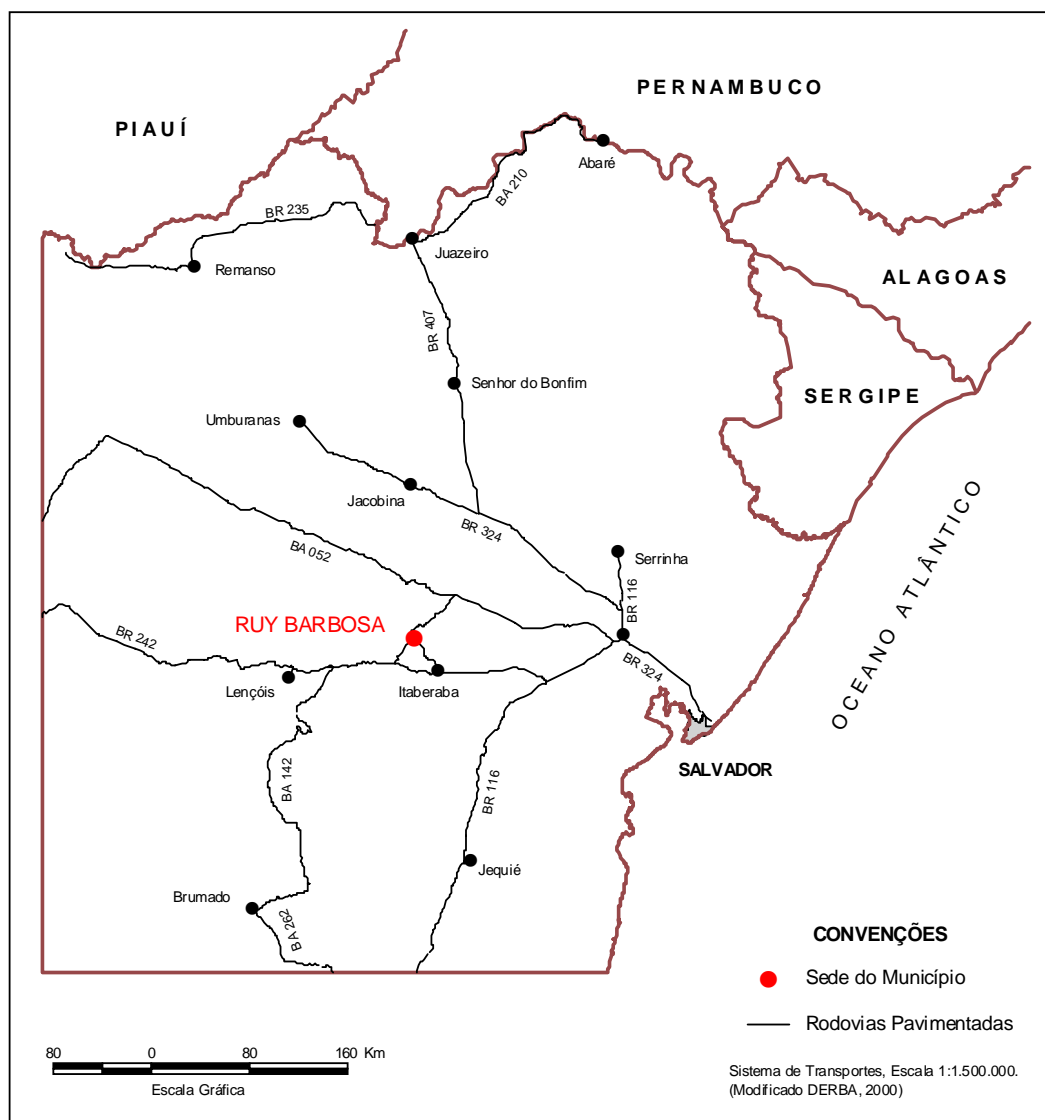 PERNAMBUCO
PIAUÍ
Abaré
BA 210
BR 235
Juazeiro
Remanso
ALAGOAS
BR 407
Senhor do Bonfim
SERGIPE
Umburanas
Jacobina
BR 324
OCEANO ATLÂNTICO
BA 052
Serrinha
BR 116
RUY BARBOSA
BR 242
BR 324
Lençóis
Itaberaba
SALVADOR
BA 142
BR 116
Jequié
Brumado
BA 262
CONVENÇÕES
Sede do Município
Rodovias Pavimentadas
80 0 80 160 Km
Escala Gráfica
Sistema de Transportes, Escala 1:1.500.000.
(Modificado DERBA, 2000)